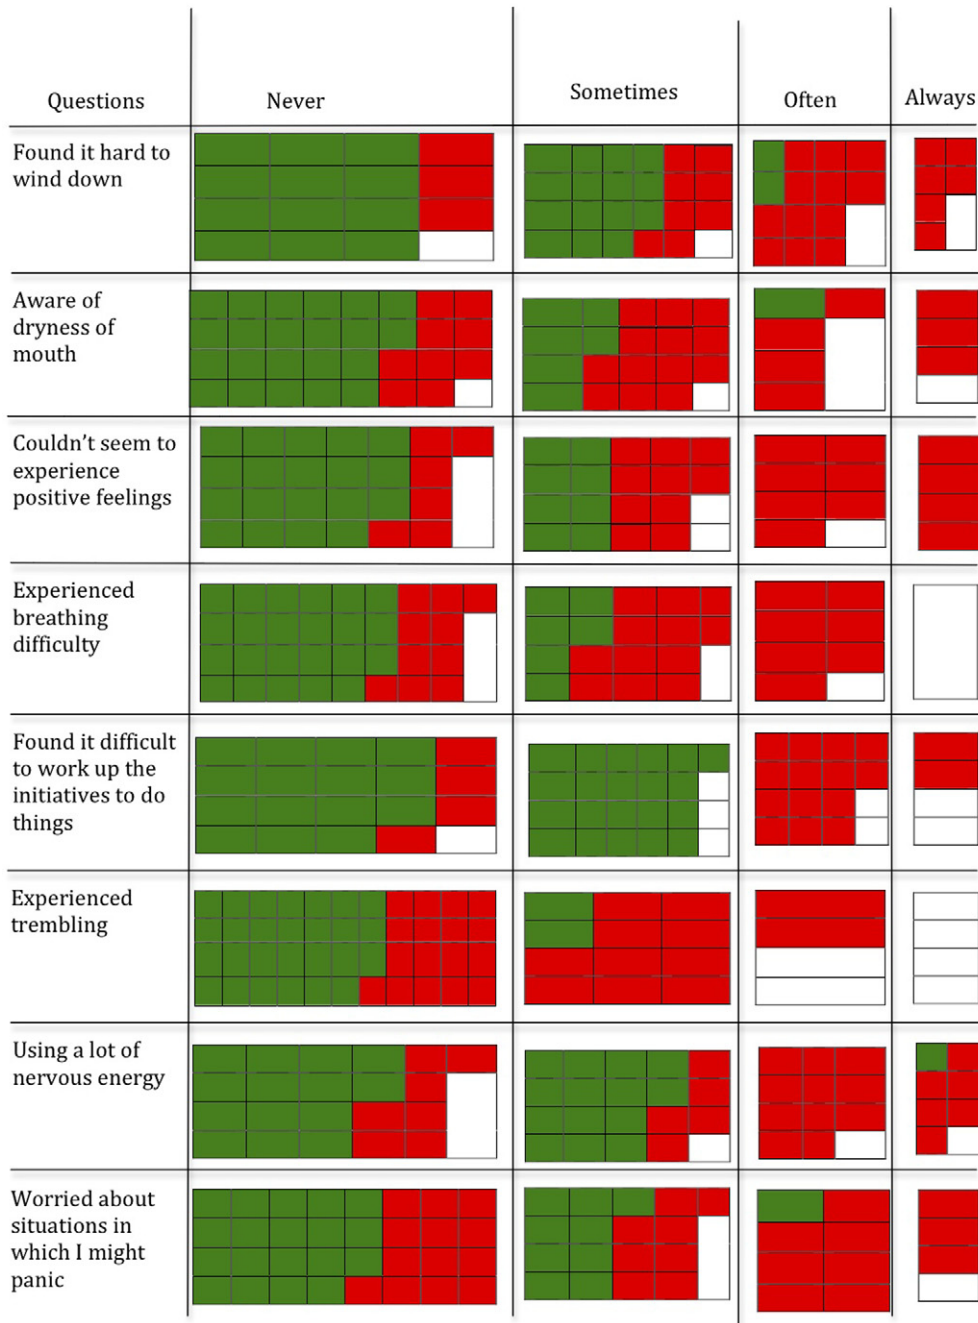 Questions
Never
Sometimes
Often
Always
Found it hard to
wind down
Aware of
dryness of
mouth
Couldn’t seem to
experience
positive feelings
Experienced
breathing
difficulty
Found it difficult
to work up the
initiatives to do
things
Experienced
trembling
Using a lot of
nervous energy
Worried about
situations in
which I might
panic